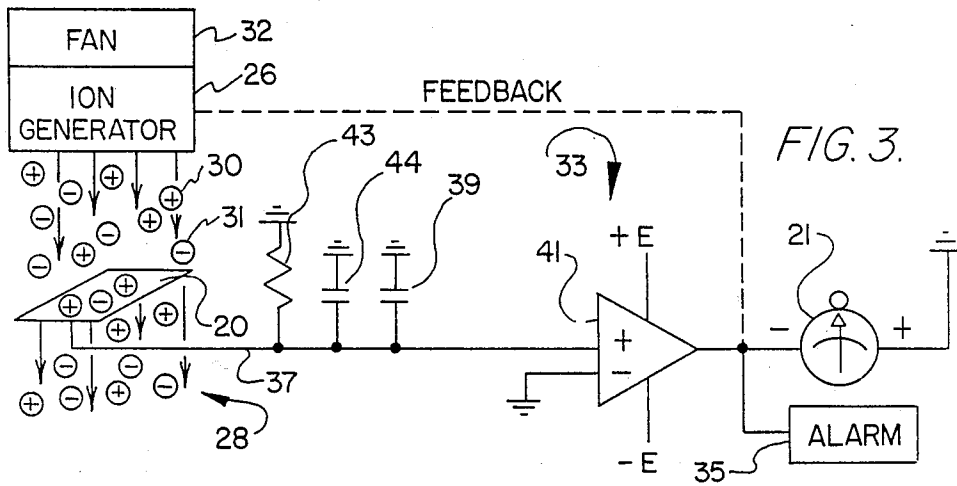 FAN
32
26
ION
GENERATOR
FEEDBACK
FIG. 3.
43
44
39
33
30
31
+ E
21
41
+
−
− +
20
37
28
− E
35
ALARM